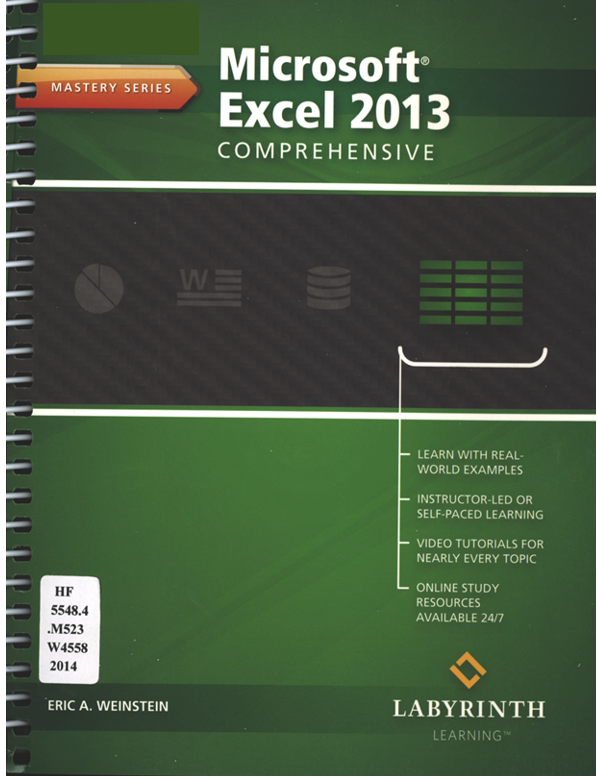 Microsoft®
MASTERY SERIES
Excel 2013
COMPREHENSIVE
W
LEARN WITH REAL-
WORLD EXAMPLES
INSTRUCTOR-LED OR
SELF-PACED LEARNING
VIDEO TUTORIALS FOR
NEARLY EVERY TOPIC
ONLINE STUDY
RESOURCES
AVAILABLE 24/7
HF
5548.4
.M523
W4558
2014
ERIC A. WEINSTEIN
LABYRINTH
LEARNING™